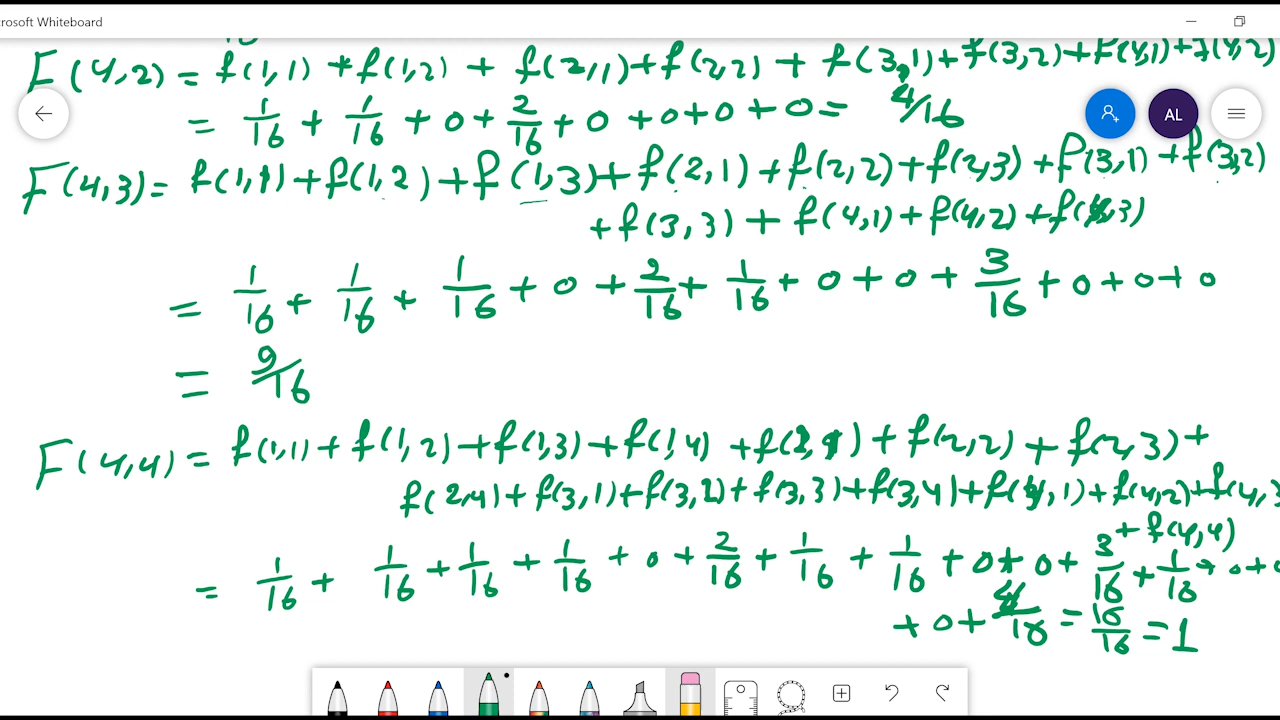 rosoft Whiteboard
F(4,2) = f(1,1) + f(1,2) + f(2,1) + f(2,2) + f(3,1) + f(3,2) + f(4,1) + f(4,2)
= 1/16 + 1/16 + 0 + 2/16 + 0 + 0 + 0 + 0 = 4/16
AL
F(4,3) = f(1,1) + f(1,2) + f(1,3) + f(2,1) + f(2,2) + f(2,3) + f(3,1) + f(3,2)
+ f(3,3) + f(4,1) + f(4,2) + f(4,3)
= 1/16 + 1/16 + 1/16 + 0 + 2/16 + 1/16 + 0 + 0 + 3/16 + 0 + 0 + 0
= 9/16
F(4,4) = f(1,1) + f(1,2) + f(1,3) + f(1,4) + f(2,1) + f(2,2) + f(2,3) +
f(2,4) + f(3,1) + f(3,2) + f(3,3) + f(3,4) + f(4,1) + f(4,2) + f(4,3
+ f(4,4)
= 1/16 + 1/16 + 1/16 + 1/16 + 0 + 2/16 + 1/16 + 1/16 + 0 + 0 + 3/16 + 1/16 + 0 + 0
+ 0 + 4/16 = 16/16 = 1